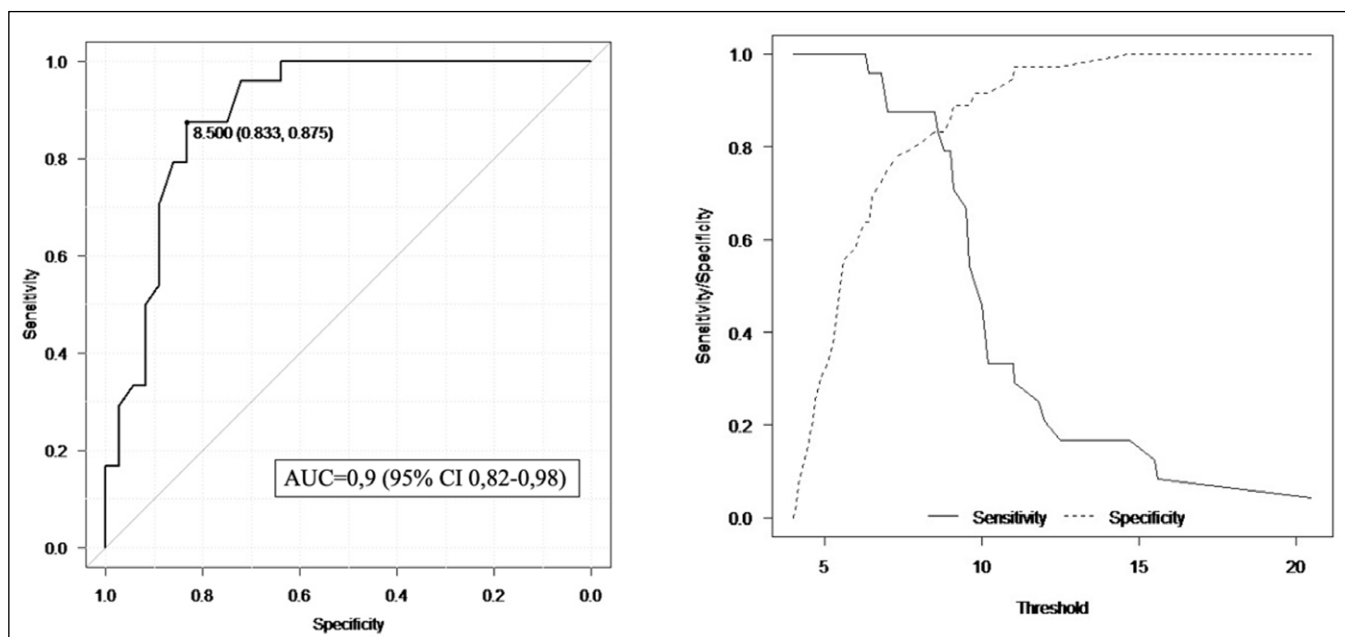 1.0
0.8
0.6
0.4
0.2
0.0
Sensitivity
8.500 (0.833, 0.875)
AUC=0,9 (95% CI 0,82-0,98)
1.0 0.8 0.6 0.4 0.2 0.0
Specificity
1.0
0.8
0.6
0.4
0.2
0.0
Sensitivity/Specificity
Sensitivity Specificity
5 10 15 20
Threshold